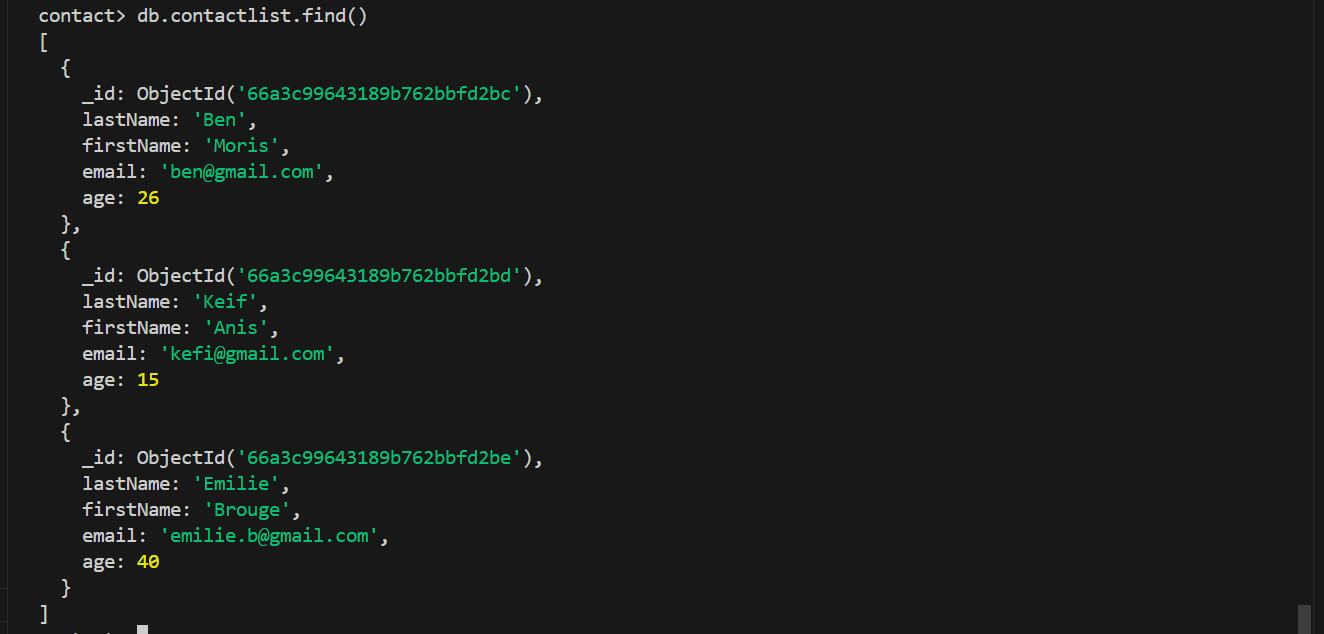 contact> db.contactlist.find()
[
  {
    _id: ObjectId('66a3c99643189b762bbfd2bc'),
    lastName: 'Ben',
    firstName: 'Moris',
    email: 'ben@gmail.com',
    age: 26
  },
  {
    _id: ObjectId('66a3c99643189b762bbfd2bd'),
    lastName: 'Keif',
    firstName: 'Anis',
    email: 'kefi@gmail.com',
    age: 15
  },
  {
    _id: ObjectId('66a3c99643189b762bbfd2be'),
    lastName: 'Emilie',
    firstName: 'Brouge',
    email: 'emilie.b@gmail.com',
    age: 40
  }
]